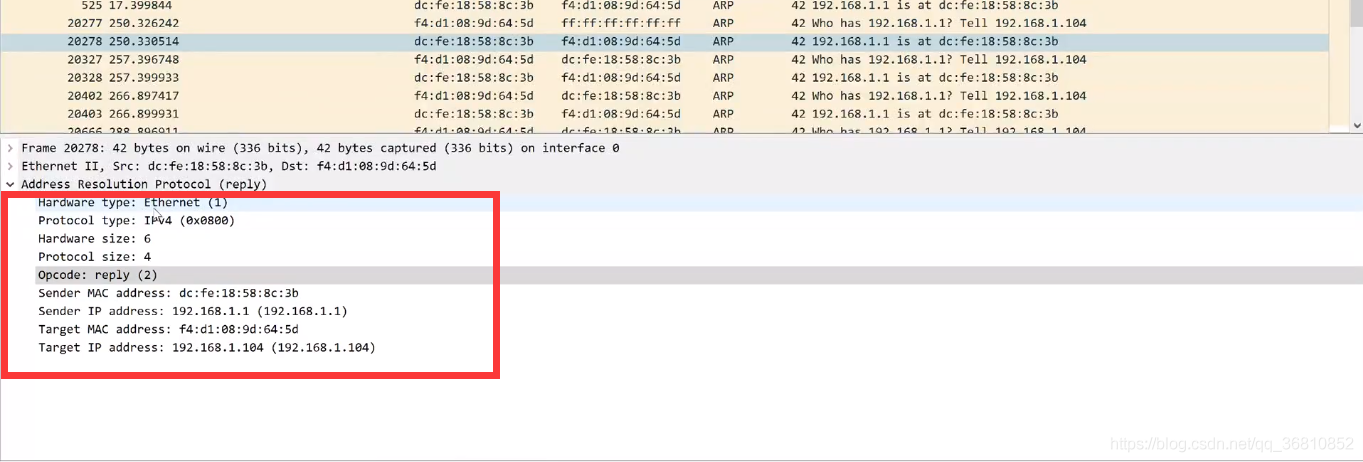 525 17.399844 dc:fe:18:58:8c:3b f4:d1:08:9d:64:5d ARP 42 192.168.1.1 is at dc:fe:18:58:8c:3b
20277 250.326242 f4:d1:08:9d:64:5d ff:ff:ff:ff:ff:ff ARP 42 Who has 192.168.1.1? Tell 192.168.1.104
20278 250.330514 dc:fe:18:58:8c:3b f4:d1:08:9d:64:5d ARP 42 192.168.1.1 is at dc:fe:18:58:8c:3b
20327 257.396748 f4:d1:08:9d:64:5d dc:fe:18:58:8c:3b ARP 42 Who has 192.168.1.1? Tell 192.168.1.104
20328 257.399933 dc:fe:18:58:8c:3b f4:d1:08:9d:64:5d ARP 42 192.168.1.1 is at dc:fe:18:58:8c:3b
20402 266.897417 f4:d1:08:9d:64:5d dc:fe:18:58:8c:3b ARP 42 Who has 192.168.1.1? Tell 192.168.1.104
20403 266.899931 dc:fe:18:58:8c:3b f4:d1:08:9d:64:5d ARP 42 192.168.1.1 is at dc:fe:18:58:8c:3b
20666 288.896911 f4:d1:08:9d:64:5d dc:fe:18:58:8c:3b ARP 42 Who has 192.168.1.1? Tell 192.168.1.104
Frame 20278: 42 bytes on wire (336 bits), 42 bytes captured (336 bits) on interface 0
Ethernet II, Src: dc:fe:18:58:8c:3b, Dst: f4:d1:08:9d:64:5d
Address Resolution Protocol (reply)
Hardware type: Ethernet (1)
Protocol type: IPv4 (0x0800)
Hardware size: 6
Protocol size: 4
Opcode: reply (2)
Sender MAC address: dc:fe:18:58:8c:3b
Sender IP address: 192.168.1.1 (192.168.1.1)
Target MAC address: f4:d1:08:9d:64:5d
Target IP address: 192.168.1.104 (192.168.1.104)
https://blog.csdn.net/qq_36810852